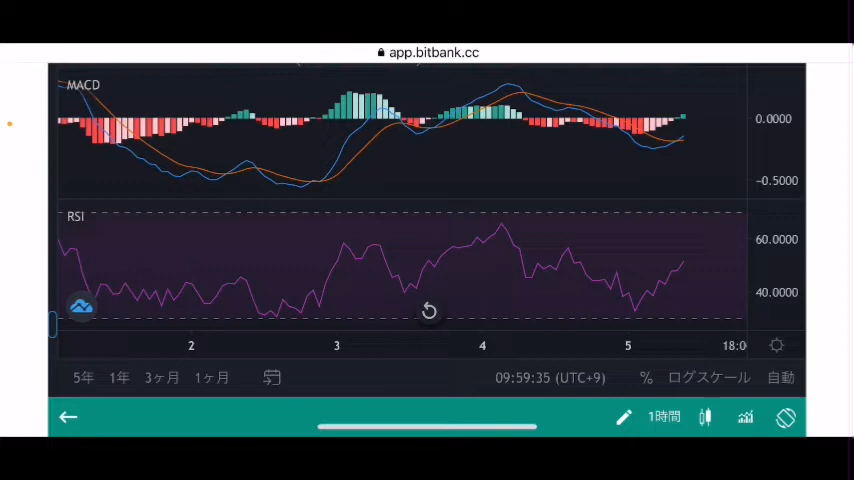 app.bitbank.cc
MACD
0.0000
−0.5000
RSI
60.0000
40.0000
2 3 4 5 18:0
5年 1年 3ヶ月 1ヶ月 09:59:35 (UTC+9) % ログスケール 自動
1時間